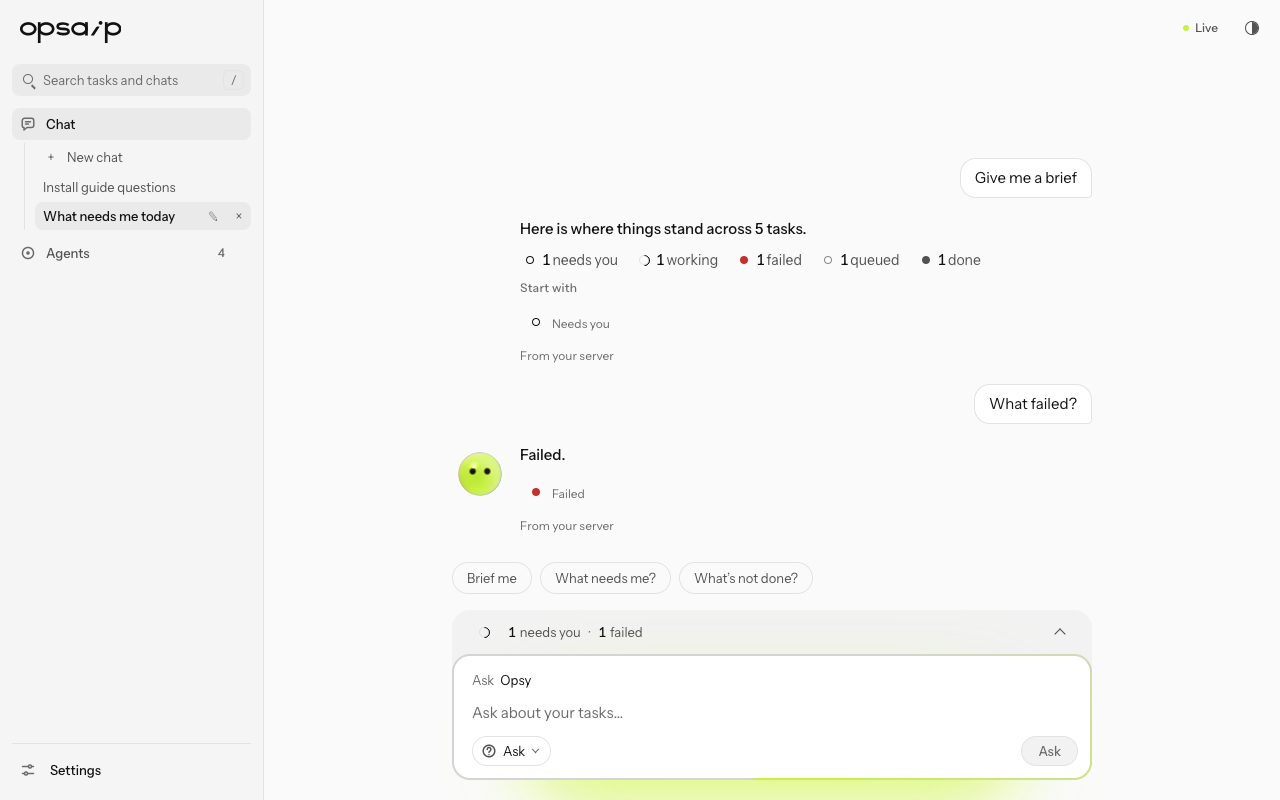 opsaip
Live
Search tasks and chats /
Chat
+ New chat
Install guide questions
What needs me today ×
Agents 4
Settings
Give me a brief
Here is where things stand across 5 tasks.
1 needs you 1 working 1 failed 1 queued 1 done
Start with
Needs you
From your server
What failed?
Failed.
Failed
From your server
Brief me What needs me? What's not done?
1 needs you · 1 failed
Ask Opsy
Ask about your tasks...
Ask Ask